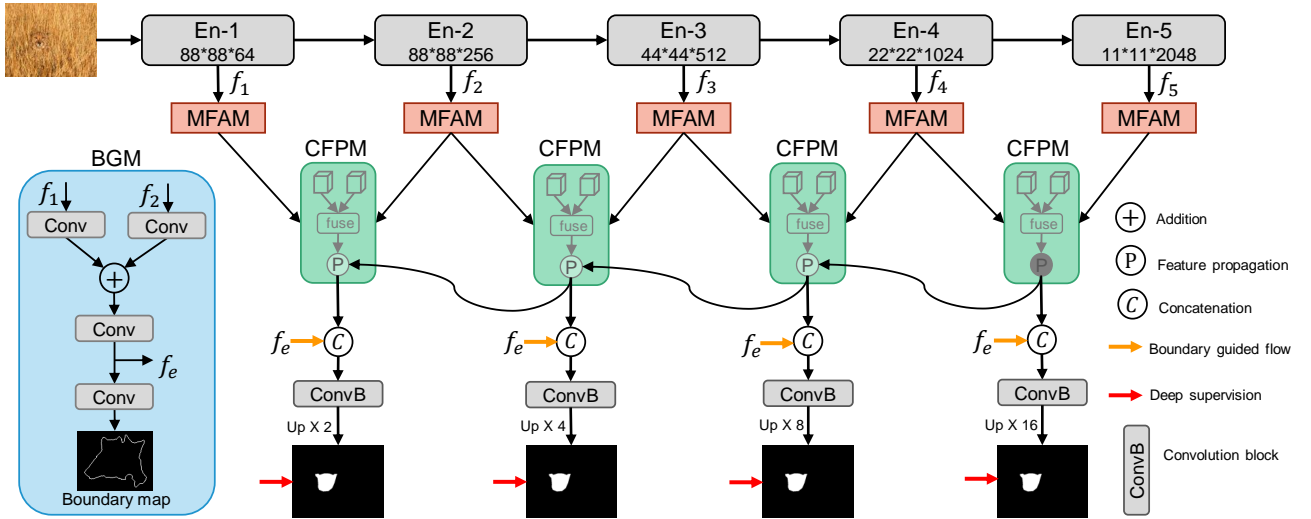 En-1
88*88*64
En-2
88*88*256
En-3
44*44*512
En-4
22*22*1024
En-5
11*11*2048
f₁
f₂
f₃
f₄
f₅
MFAM
MFAM
MFAM
MFAM
MFAM
CFPM
CFPM
CFPM
CFPM
fuse
fuse
fuse
fuse
P
P
P
P
BGM
f₁
f₂
Conv
Conv
+
Conv
fₑ
Conv
Boundary map
fₑ
C
fₑ
C
fₑ
C
fₑ
C
ConvB
ConvB
ConvB
ConvB
Up X 2
Up X 4
Up X 8
Up X 16
+ Addition
P Feature propagation
C Concatenation
Boundary guided flow
Deep supervision
ConvB
Convolution block